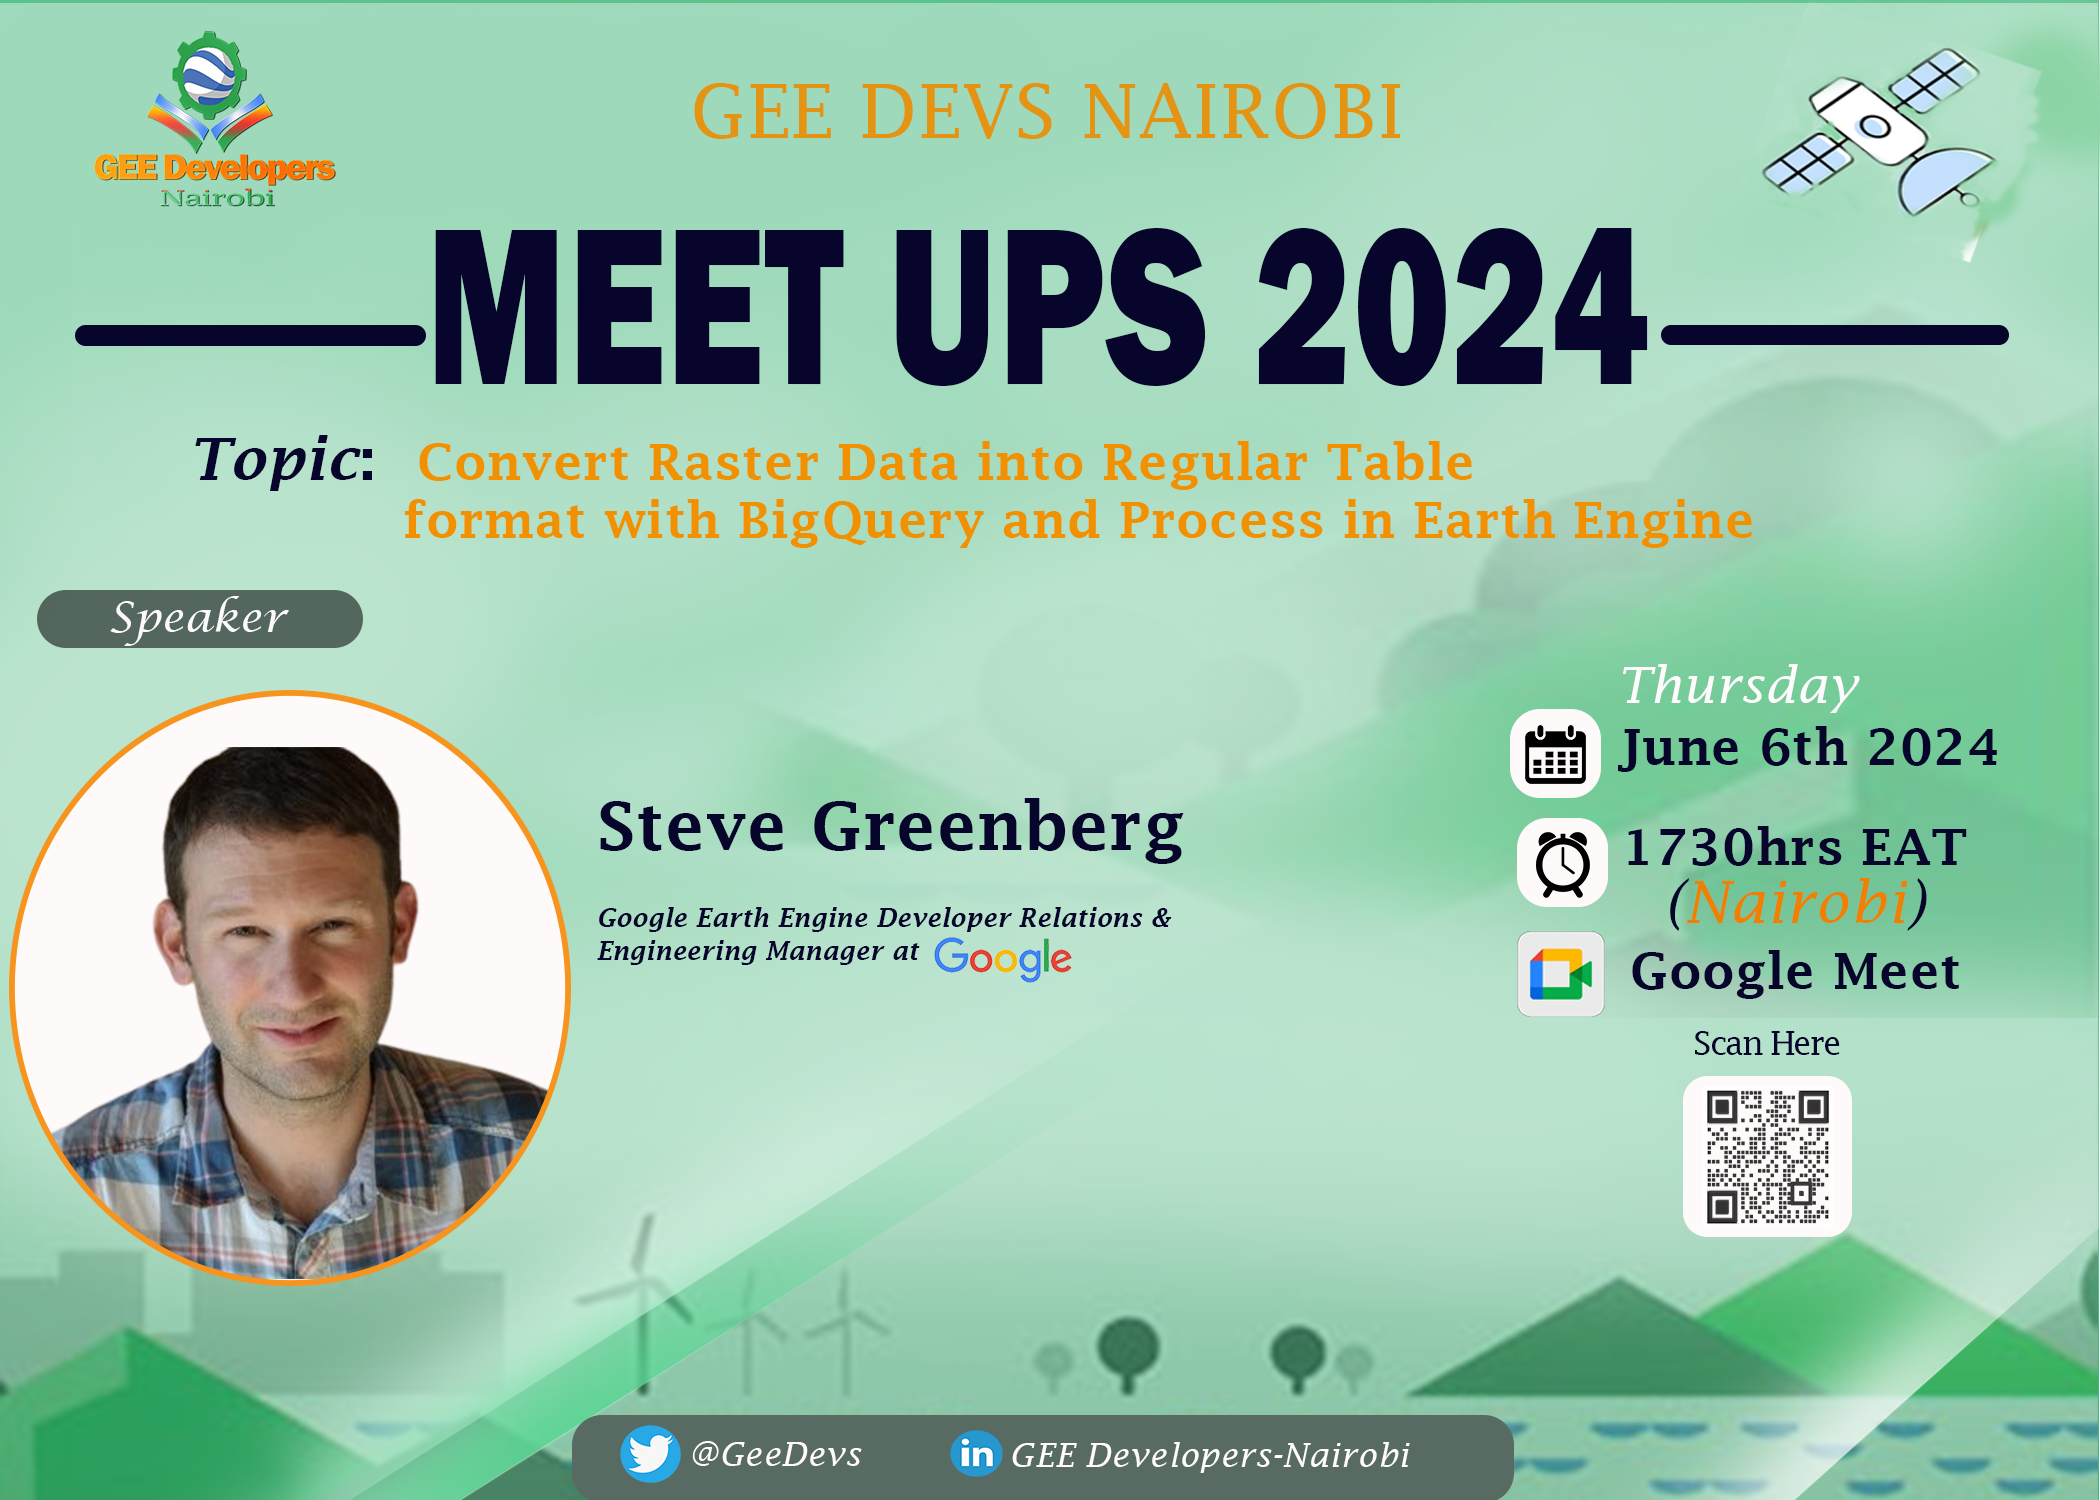 GEE Developers
Nairobi
GEE DEVS NAIROBI
MEET UPS 2024
Topic: Convert Raster Data into Regular Table
format with BigQuery and Process in Earth Engine
Speaker
Steve Greenberg
Google Earth Engine Developer Relations &
Engineering Manager at Google
Thursday
June 6th 2024
1730hrs EAT
(Nairobi)
Google Meet
Scan Here
@GeeDevs
in GEE Developers-Nairobi